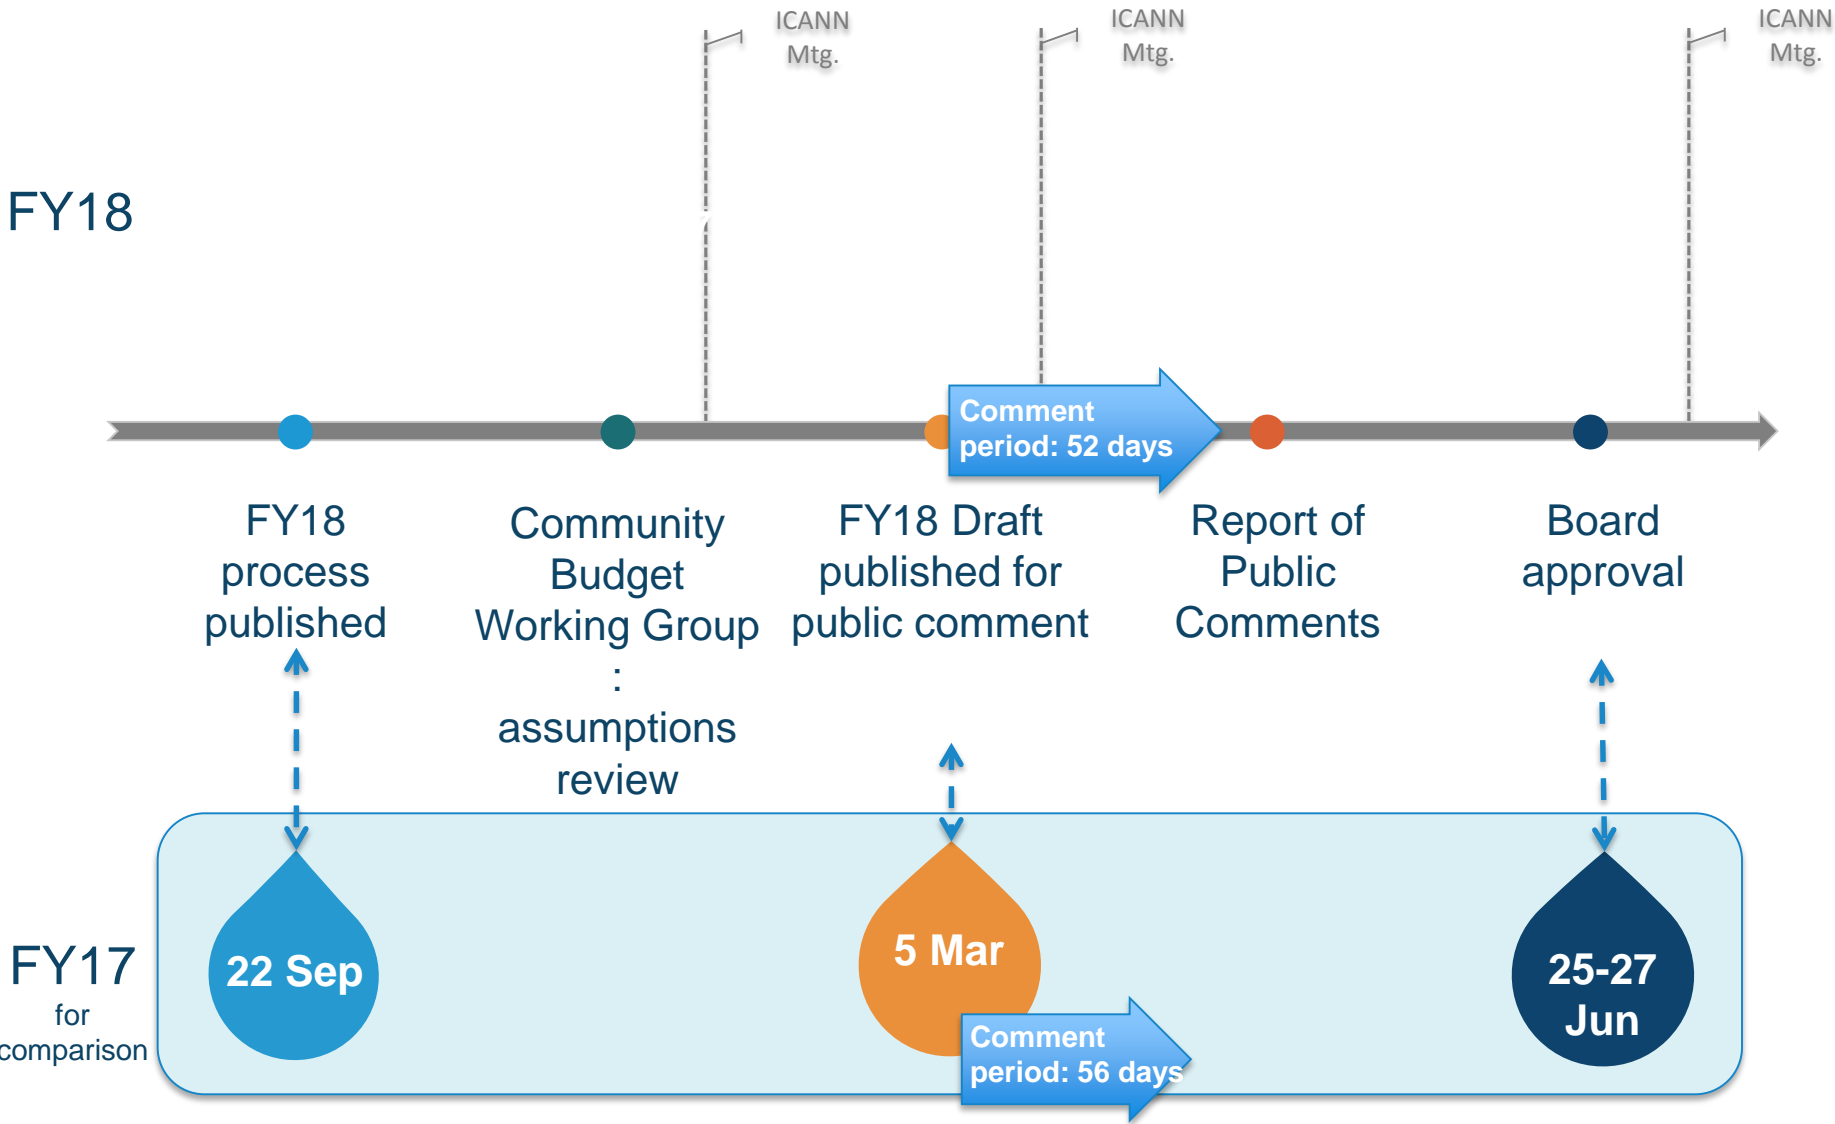 ICANN
Mtg.
ICANN
Mtg.
ICANN
Mtg.
FY18
Comment
period: 52 days
FY18
process
published
Community
Budget
Working Group
:
assumptions
review
FY18 Draft
published for
public comment
Report of
Public
Comments
Board
approval
FY17
for
comparison
22 Sep
5 Mar
25-27
Jun
Comment
period: 56 days